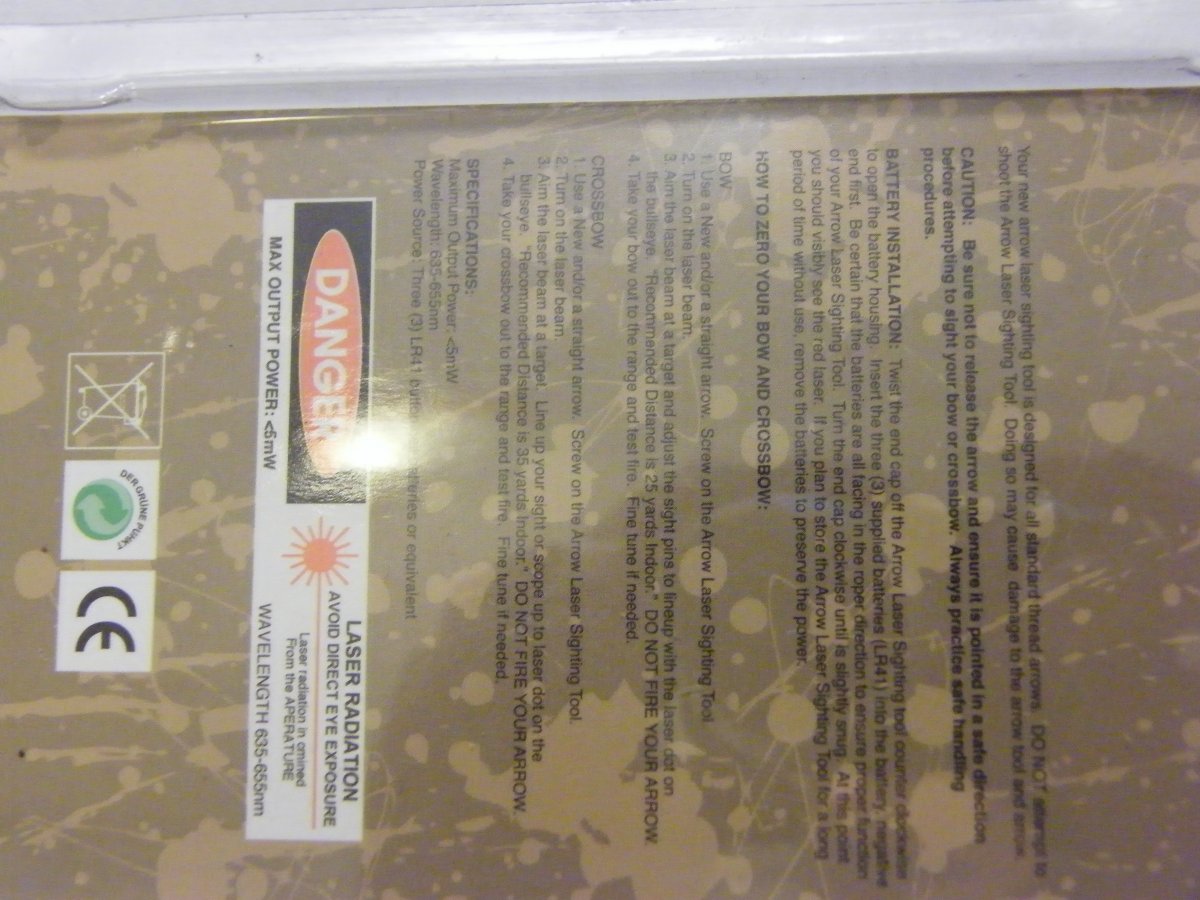 Your new arrow laser sighting tool is designed for all standard thread arrows. DO NOT attempt to
shoot the Arrow Laser Sighting Tool. Doing so may cause damage to the arrow tool and arrow.
CAUTION: Be sure not to release the arrow and ensure it is pointed in a safe direction
before attempting to sight your bow or crossbow. Always practice safe handling
procedures.
BATTERY INSTALLATION: Twist the end cap off the Arrow Laser Sighting tool counter clockwise
to open the battery housing. Insert the three (3) supplied batteries (LR41) into the battery, negative
end first. Be certain that the batteries are all facing in the roper direction to ensure proper function
of your Arrow Laser Sighting Tool. Turn the end cap clockwise until is slightly snug. At this point
you should visibly see the red laser. If you plan to store the Arrow Laser Sighting Tool for a long
period of time without use, remove the batteries to preserve the power.
HOW TO ZERO YOUR BOW AND CROSSBOW:
BOW:
1. Use a New and/or a straight arrow. Screw on the Arrow Laser Sighting Tool
2. Turn on the laser beam.
3. Aim the laser beam at a target and adjust the sight pins to lineup with the laser dot on
the bullseye. "Recommended Distance is 25 yards Indoor." DO NOT FIRE YOUR ARROW.
4. Take your bow out to the range and test fire. Fine tune if needed.
CROSSBOW
1. Use a New and/or a straight arrow. Screw on the Arrow Laser Sighting Tool.
2. Turn on the laser beam.
3. Aim the laser beam at a target. Line up your sight or scope up to laser dot on the
bullseye. "Recommended Distance is 35 yards Indoor." DO NOT FIRE YOUR ARROW.
4. Take your crossbow out to the range and test fire. Fine tune if needed.
SPECIFICATIONS:
Maximum Output Power: <5mW
Wavelength: 635-655nm
Power Source: Three (3) LR41 or equivalent
DANGER
MAX OUTPUT POWER: <5mW
LASER RADIATION
AVOID DIRECT EYE EXPOSURE
Laser radiation in omined
From the APERATURE
WAVELENGTH 635-655nm
DER GRÜNE PUNKT
CE